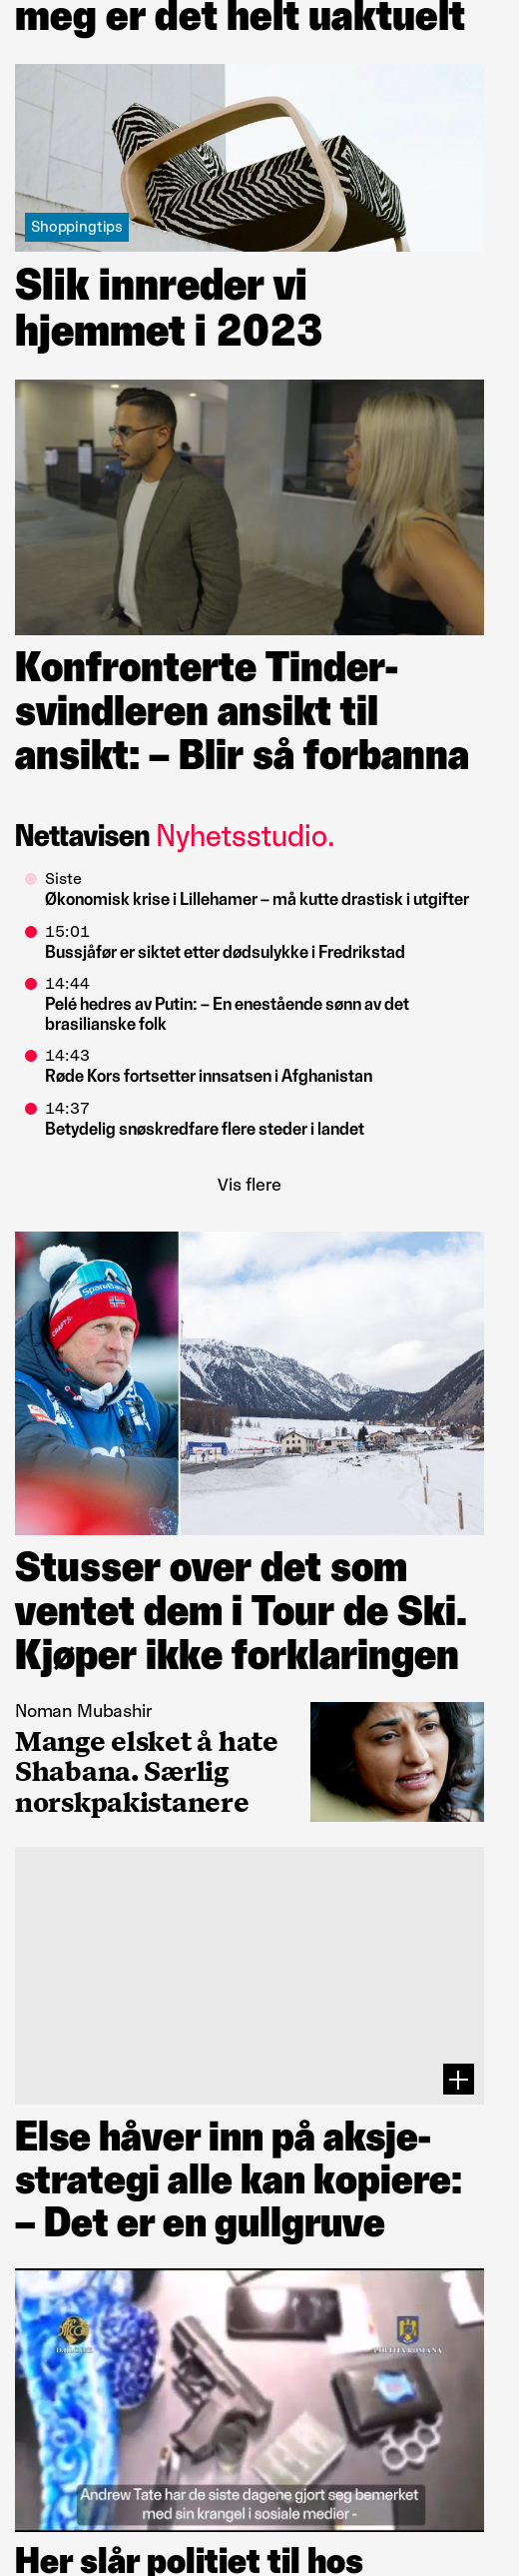 meg er det helt uaktuelt
Shoppingtips
Slik innreder vi
hjemmet i 2023
Konfronterte Tinder-
svindleren ansikt til
ansikt: – Blir så forbanna
Nettavisen Nyhetsstudio.
Siste
Økonomisk krise i Lillehamer – må kutte drastisk i utgifter
15:01
Bussjåfør er siktet etter dødsulykke i Fredrikstad
14:44
Pelé hedres av Putin: – En enestående sønn av det
brasilianske folk
14:43
Røde Kors fortsetter innsatsen i Afghanistan
14:37
Betydelig snøskredfare flere steder i landet
Vis flere
SpareBank
CRAFT
Stusser over det som
ventet dem i Tour de Ski.
Kjøper ikke forklaringen
Noman Mubashir
Mange elsket å hate
Shabana. Særlig
norskpakistanere
Else håver inn på aksje-
strategi alle kan kopiere:
– Det er en gullgruve
POLITIA ROMANA
Andrew Tate har de siste dagene gjort seg bemerket
med sin krangel i sosiale medier -
Her slår politiet til hos